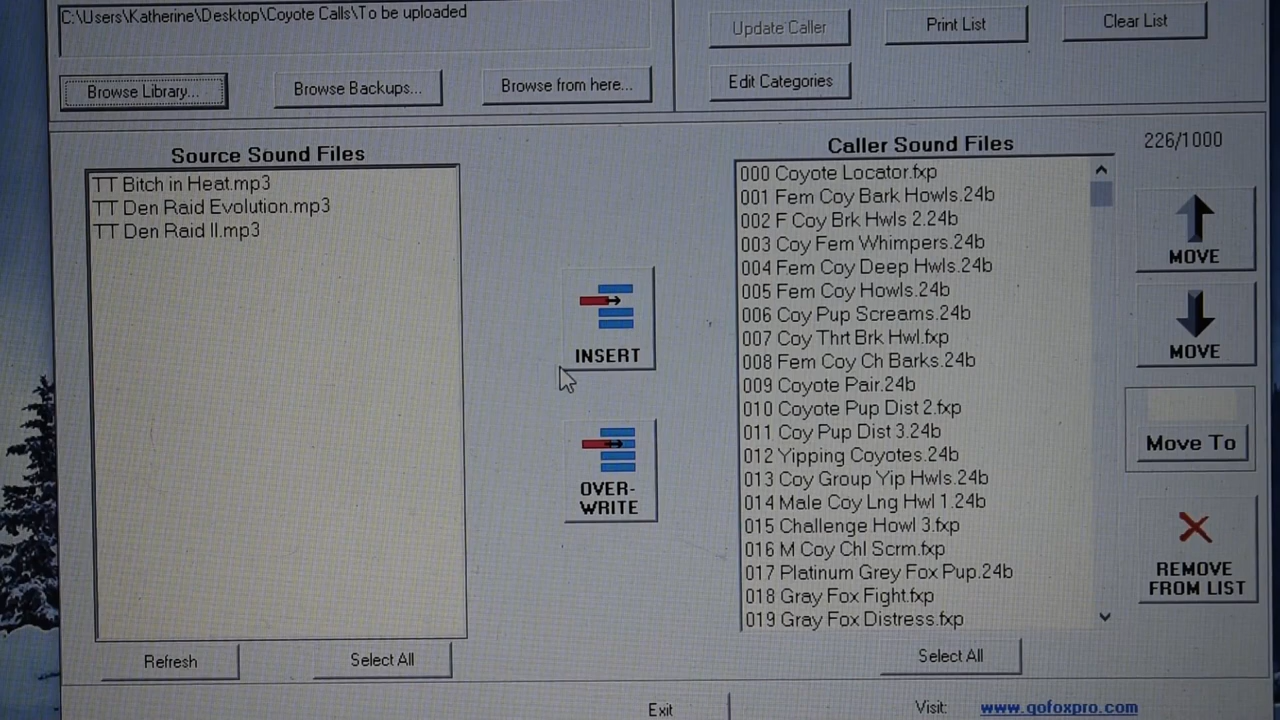 C:\Users\Katherine\Desktop\Coyote Calls\To be uploaded
Update Caller
Print List
Clear List
Browse Library...
Browse Backups...
Browse from here...
Edit Categories
Source Sound Files
TT Bitch in Heat.mp3
TT Den Raid Evolution.mp3
TT Den Raid II.mp3
Refresh
Select All
INSERT
OVER-
WRITE
Caller Sound Files
226/1000
000 Coyote Locator.fxp
001 Fem Coy Bark Howls.24b
002 F Coy Brk Hwls 2.24b
003 Coy Fem Whimpers.24b
004 Fem Coy Deep Hwls.24b
005 Fem Coy Howls.24b
006 Coy Pup Screams.24b
007 Coy Thrt Brk Hwl.fxp
008 Fem Coy Ch Barks.24b
009 Coyote Pair.24b
010 Coyote Pup Dist 2.fxp
011 Coy Pup Dist 3.24b
012 Yipping Coyotes.24b
013 Coy Group Yip Hwls.24b
014 Male Coy Lng Hwl 1.24b
015 Challenge Howl 3.fxp
016 M Coy Chl Scrm.fxp
017 Platinum Grey Fox Pup.24b
018 Gray Fox Fight.fxp
019 Gray Fox Distress.fxp
Select All
MOVE
MOVE
Move To
REMOVE
FROM LIST
Exit
Visit:
www.gofoxpro.com